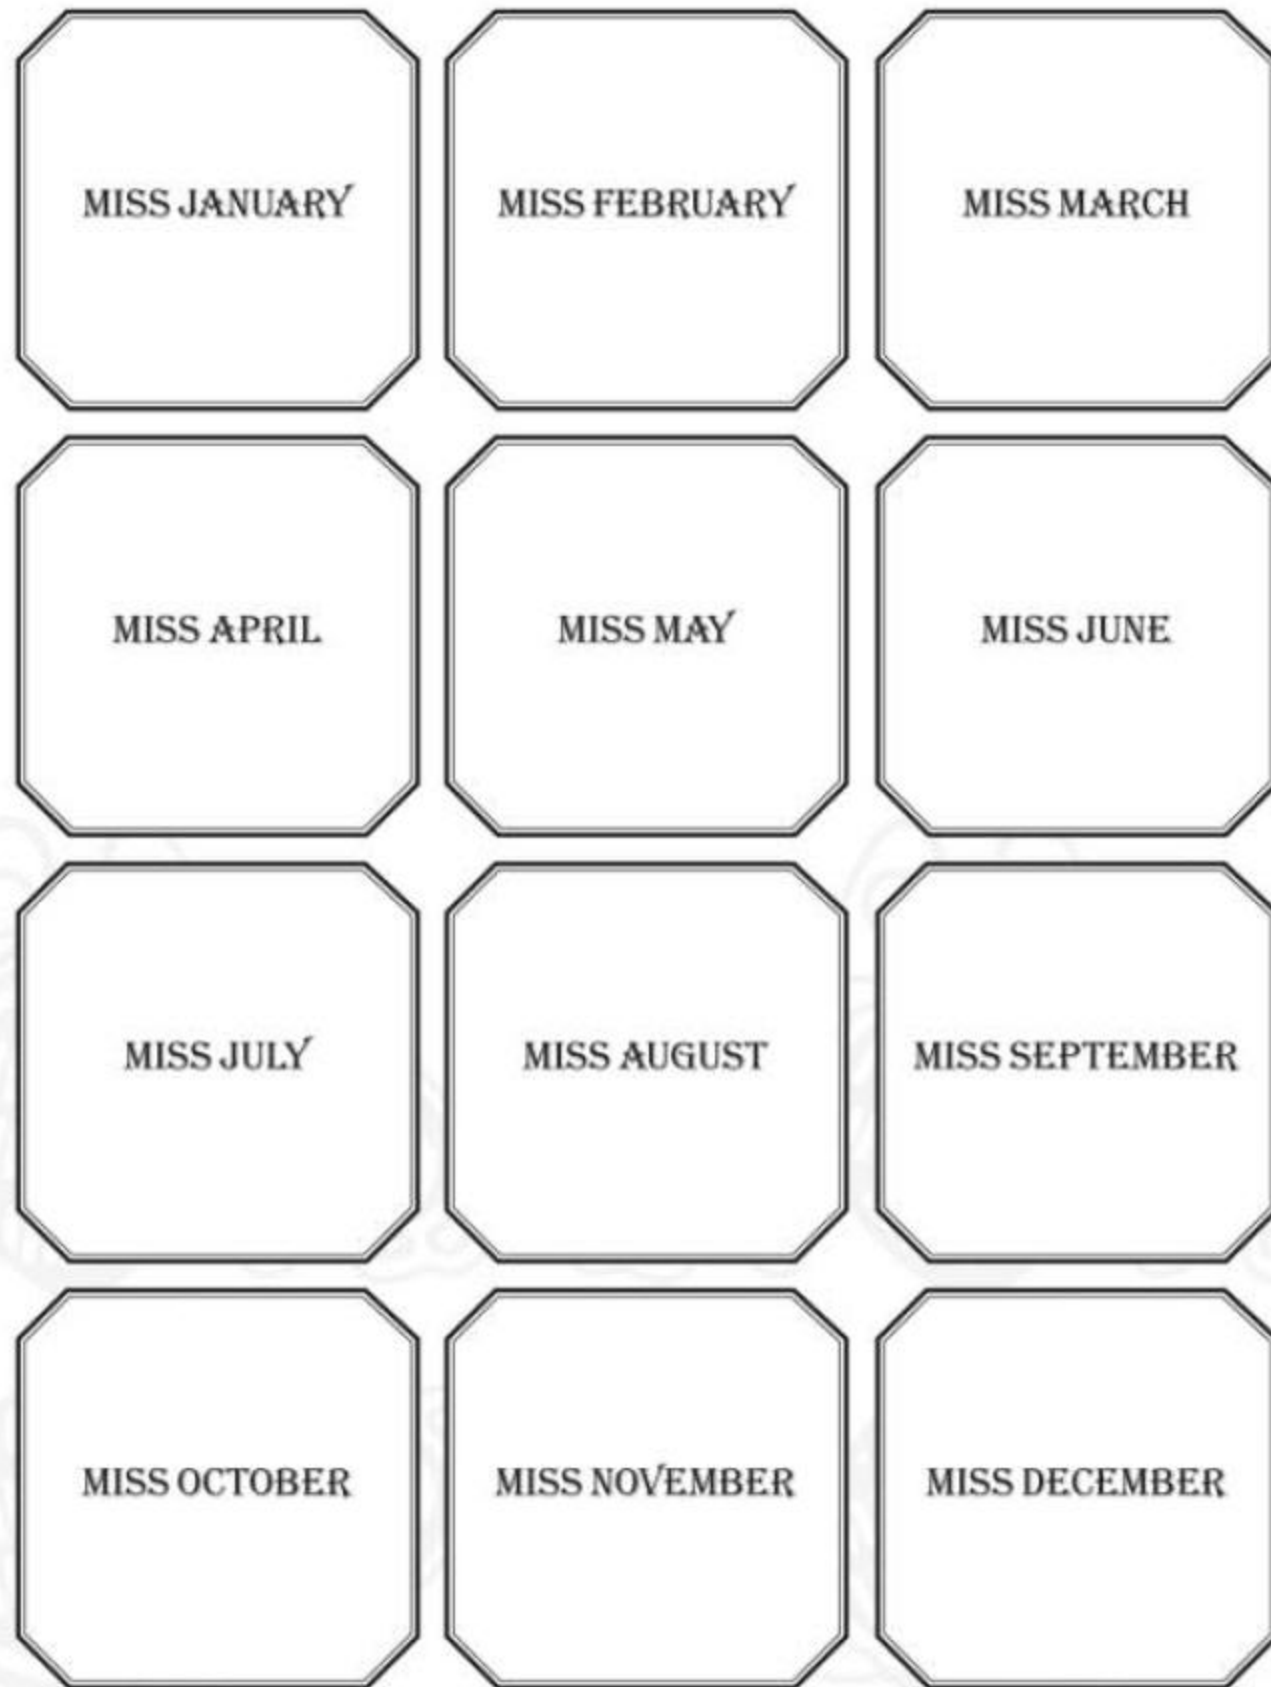 MISS JANUARY
MISS FEBRUARY
MISS MARCH
MISS APRIL
MISS MAY
MISS JUNE
MISS JULY
MISS AUGUST
MISS SEPTEMBER
MISS OCTOBER
MISS NOVEMBER
MISS DECEMBER